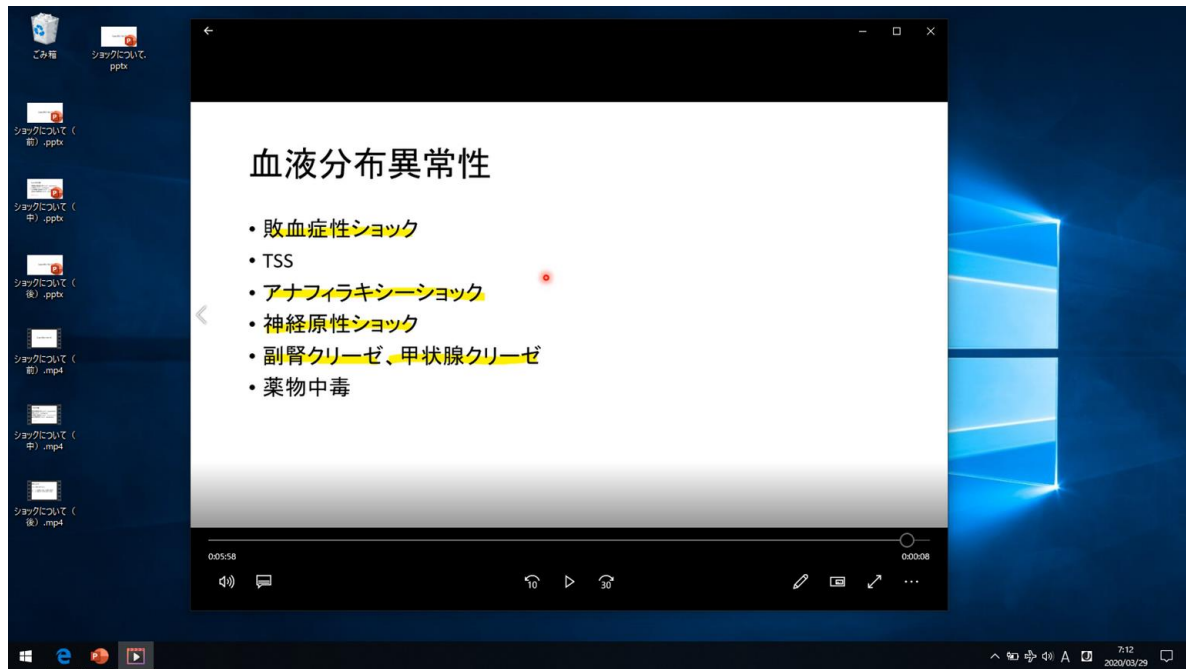 ごみ箱
ショックについて.
pptx
ショックについて（
前）.pptx
ショックについて（
中）.pptx
ショックについて（
後）.pptx
ショックについて（
前）.mp4
ショックについて（
中）.mp4
ショックについて（
後）.mp4
血液分布異常性
• 敗血症性ショック
• TSS
• アナフィラキシーショック
• 神経原性ショック
• 副腎クリーゼ、甲状腺クリーゼ
• 薬物中毒
0:05:58
0:00:08
10
30
A
7:12
2020/03/29